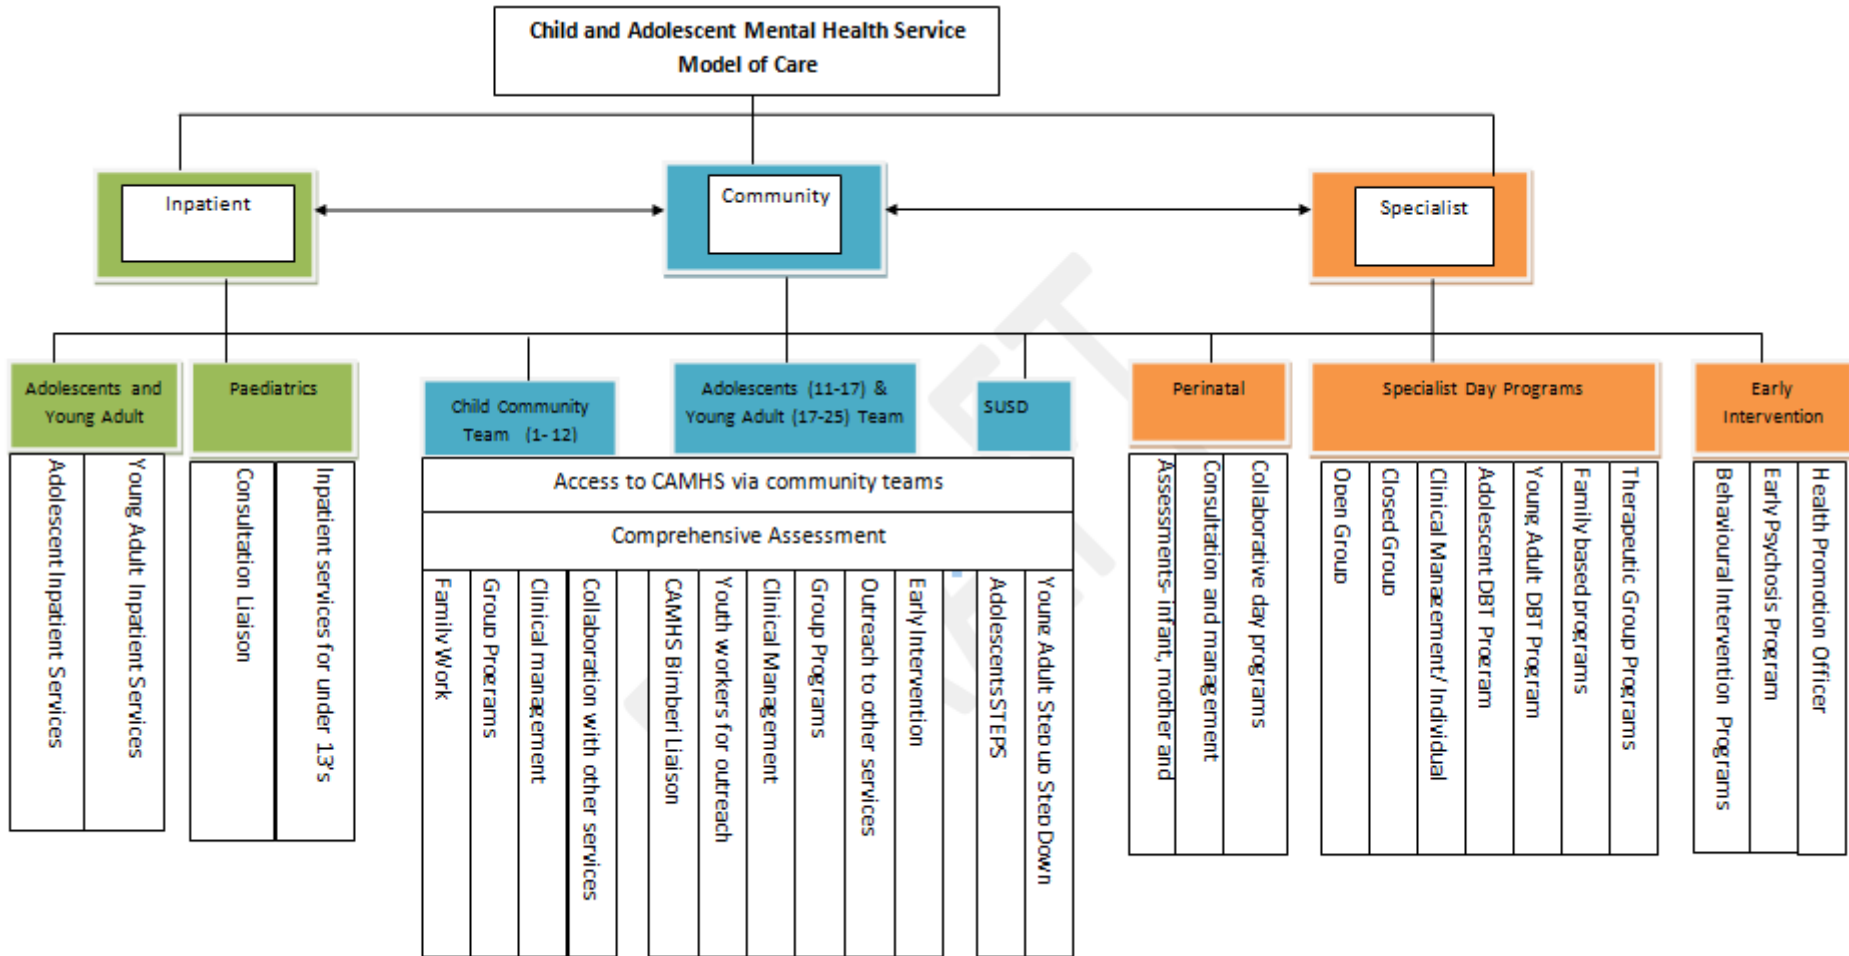 Child and Adolescent Mental Health Service
Model of Care
Inpatient
Community
Specialist
Adolescents and
Young Adult
Paediatrics
Child Community
Team (1-12)
Adolescents (11-17) &
Young Adult (17-25) Team
SUSD
Perinatal
Specialist Day Programs
Early
Intervention
Access to CAMHS via community teams
Comprehensive Assessment
Adolescent Inpatient Services
Young Adult Inpatient Services
Consultation Liaison
Inpatient services for under 13's
Family Work
Group Programs
Clinical management
Collaboration with other services
CAMHS Bimberi Liaison
Youth workers for outreach
Clinical Management
Group Programs
Outreach to other services
Early Intervention
Adolescents STEPS
Young Adult Step up Step Down
Assessments- infant, mother and
Consultation and management
Collaborative day programs
Open Group
Closed Group
Clinical Management/ Individual
Adolescent DBT Program
Young Adult DBT Program
Family based programs
Therapeutic Group Programs
Behavioural Intervention Programs
Early Psychosis Program
Health Promotion Officer